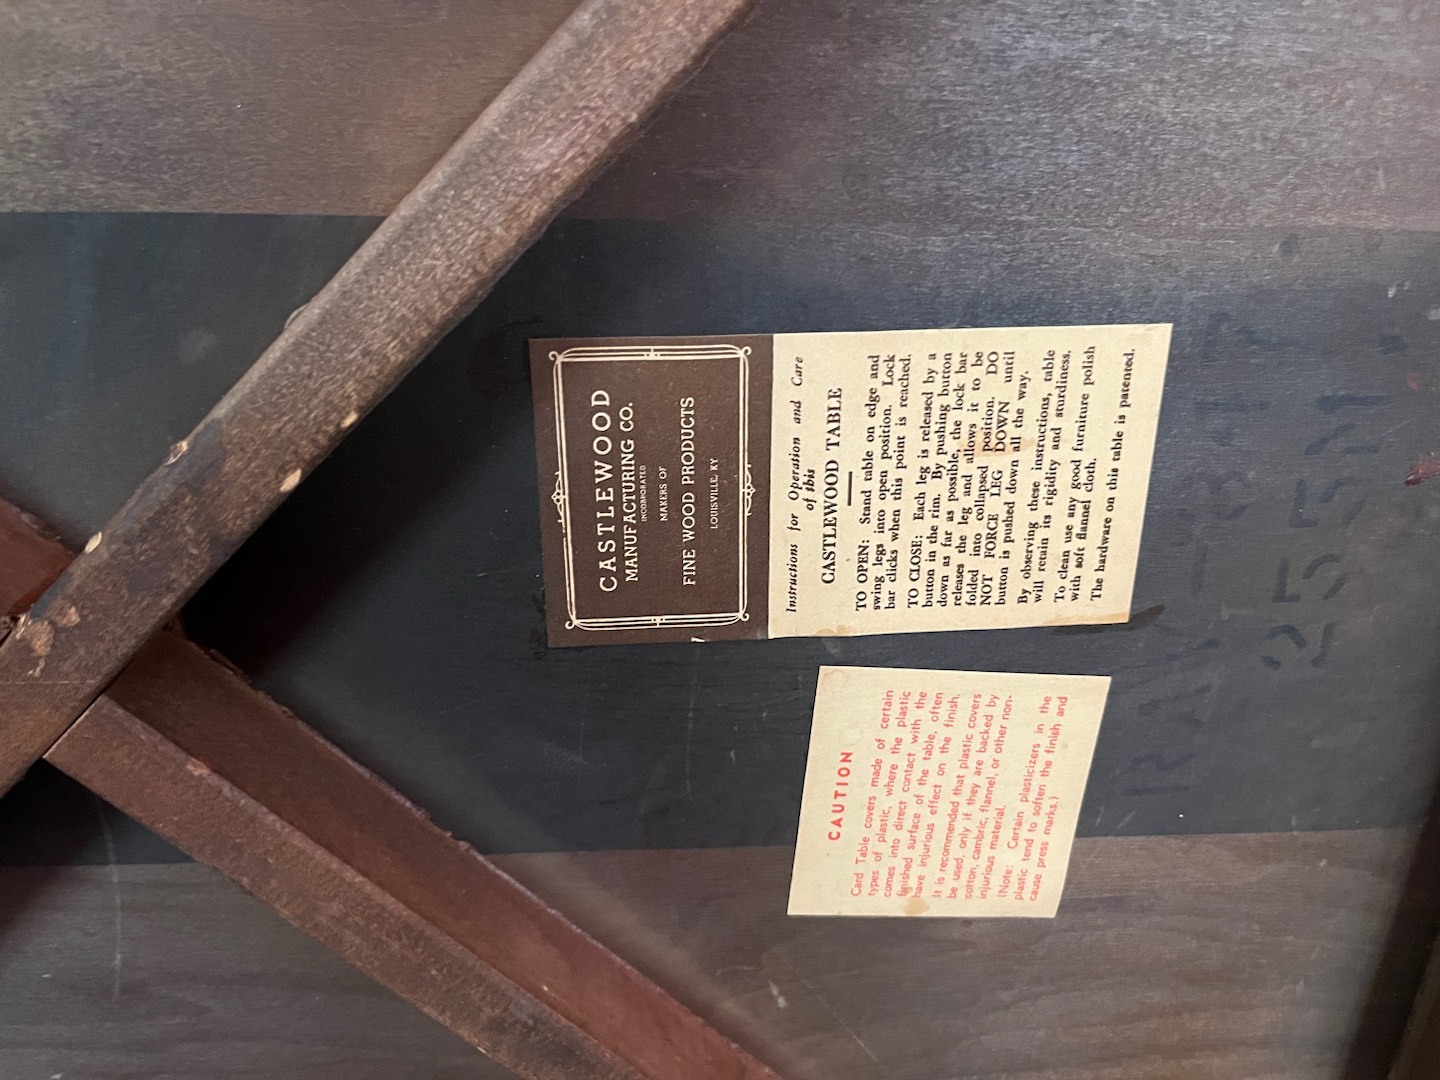 CASTLEWOOD
MANUFACTURING CO.
INCORPORATED
MAKERS OF
FINE WOOD PRODUCTS
LOUISVILLE, KY
Instructions for Operation and Care
of this
CASTLEWOOD TABLE
TO OPEN: Stand table on edge and
swing legs into open position. Lock
bar clicks when this point is reached.
TO CLOSE: Each leg is released by a
button in the rim. By pushing button
down as far as possible, the lock bar
releases the leg and allows it to be
folded into collapsed position. DO
NOT FORCE LEG DOWN until
button is pushed down all the way.
By observing these instructions, table
will retain its rigidity and sturdiness.
To clean use any good furniture polish
with soft flannel cloth.
The hardware on this table is patented.
CAUTION
Card Table covers made of certain
types of plastic, where the plastic
comes into direct contact with the
finished surface of the table, often
have injurious effect on the finish.
It is recommended that plastic covers
be used, only if they are backed by
cotton, cambric, flannel, or other non-
injurious material.
(Note: Certain plasticizers in the
plastic tend to soften the finish and
cause press marks.)